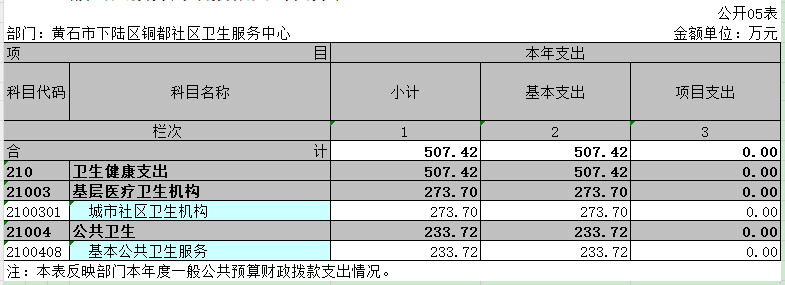 公开05表
部门：黄石市下陆区铜都社区卫生服务中心 金额单位：万元
项 目 本年支出
科目代码 科目名称 小计 基本支出 项目支出
栏次 1 2 3
合 计 507.42 507.42 0.00
210 卫生健康支出 507.42 507.42 0.00
21003 基层医疗卫生机构 273.70 273.70 0.00
2100301 城市社区卫生机构 273.70 273.70 0.00
21004 公共卫生 233.72 233.72 0.00
2100408 基本公共卫生服务 233.72 233.72 0.00
注：本表反映部门本年度一般公共预算财政拨款支出情况。